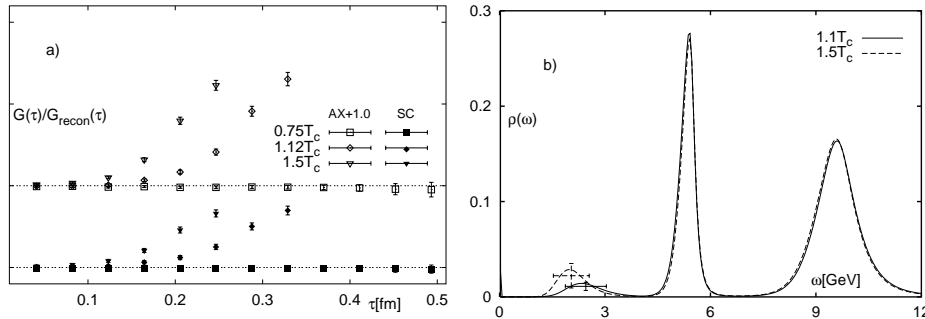 a)
G(τ)/G_recon(τ)
AX+1.0 SC
0.75T_c
1.12T_c
1.5T_c
0.1 0.2 0.3 0.4 0.5
τ[fm]
b)
1.1T_c
1.5T_c
ρ(ω)
0.3
0.2
0.1
0
0 3 6 9 12
ω[GeV]